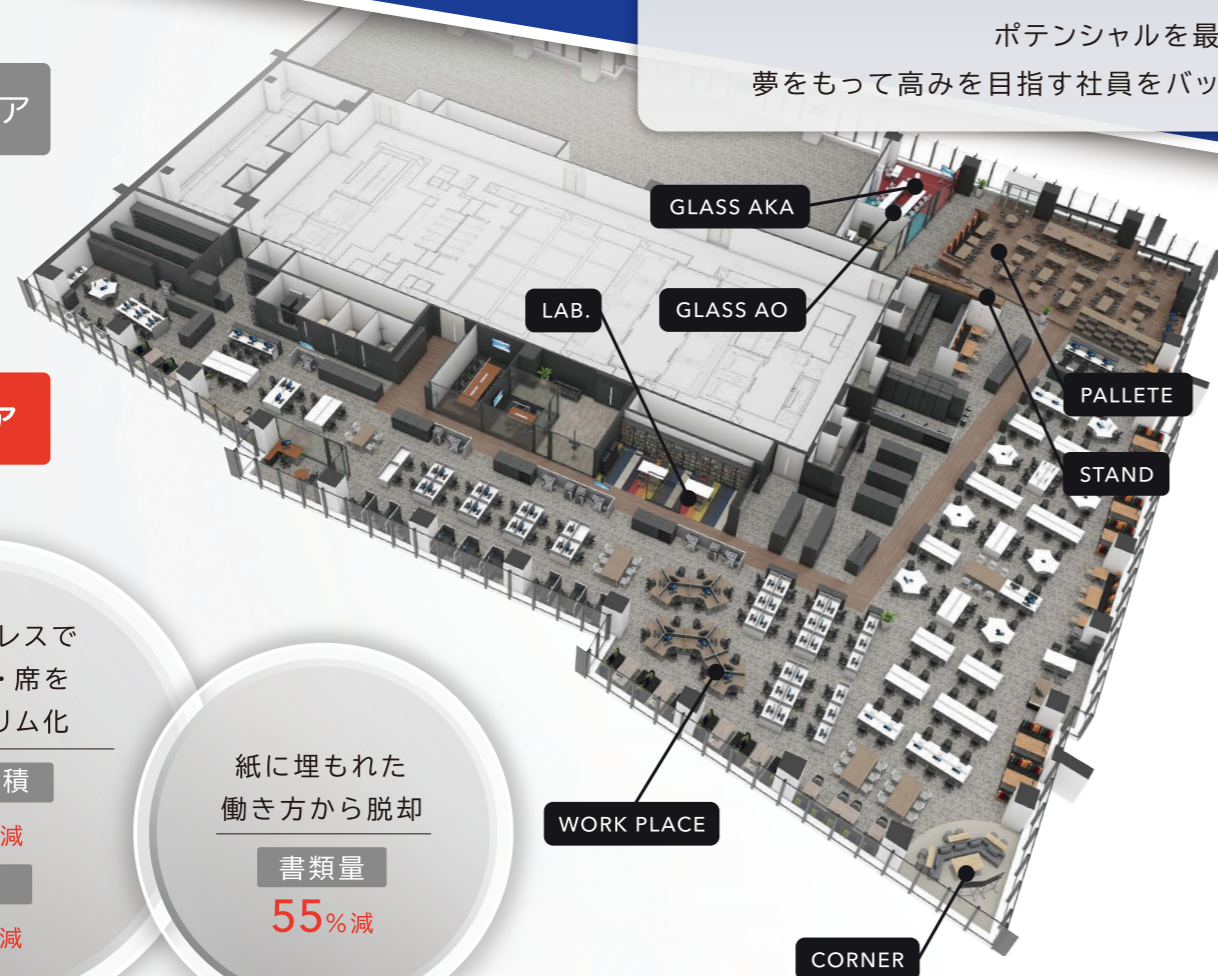 ポテンシャルを最
夢をもって高みを目指す社員をバッ
ア
GLASS AKA
GLASS AO
LAB.
PALLETE
STAND
ア
レスで
・席を
リム化
積
減
減
紙に埋もれた
働き方から脱却
書類量
55%減
WORK PLACE
CORNER